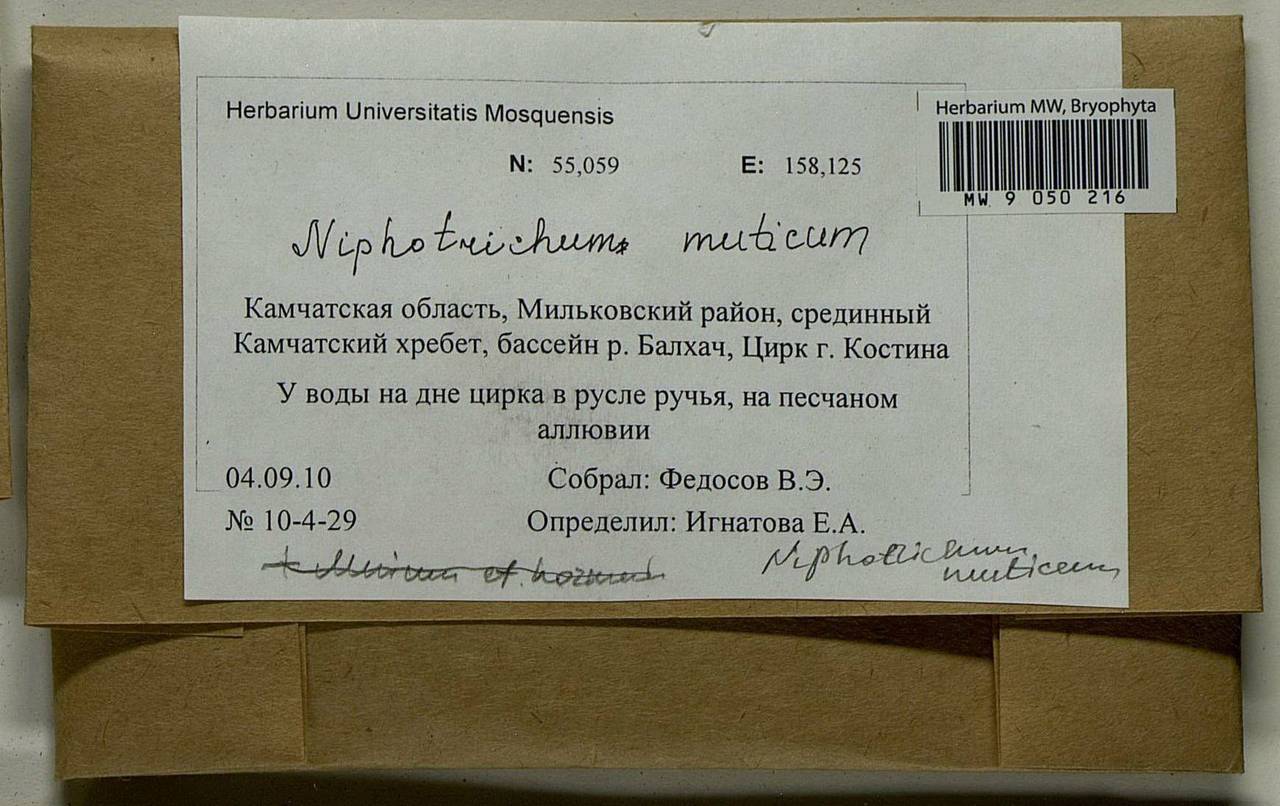 Herbarium Universitatis Mosquensis
Herbarium MW, Bryophyta
MW 9 050 216
N: 55,059 E: 158,125
Niphotrichum muticum
Камчатская область, Мильковский район, срединный
Камчатский хребет, бассейн р. Балхач, Цирк г. Костина
У воды на дне цирка в русле ручья, на песчаном
аллювии
04.09.10 Собрал: Федосов В.Э.
№ 10-4-29 Определил: Игнатова Е.А.
Niphotrichum
muticum